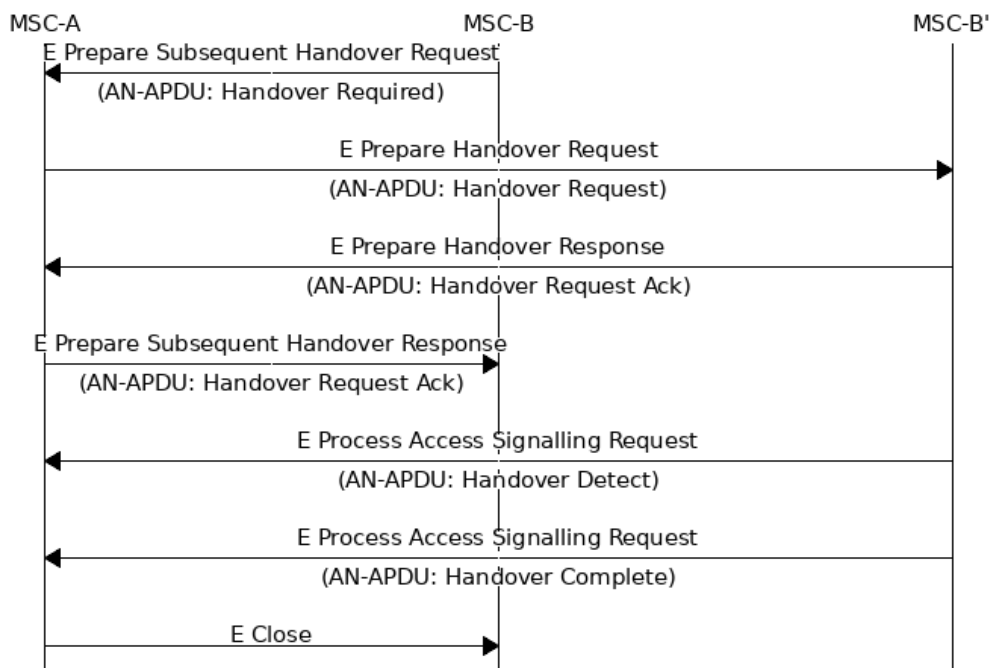 MSC-A MSC-B MSC-B'
E Prepare Subsequent Handover Request
(AN-APDU: Handover Required)
E Prepare Handover Request
(AN-APDU: Handover Request)
E Prepare Handover Response
(AN-APDU: Handover Request Ack)
E Prepare Subsequent Handover Response
(AN-APDU: Handover Request Ack)
E Process Access Signalling Request
(AN-APDU: Handover Detect)
E Process Access Signalling Request
(AN-APDU: Handover Complete)
E Close